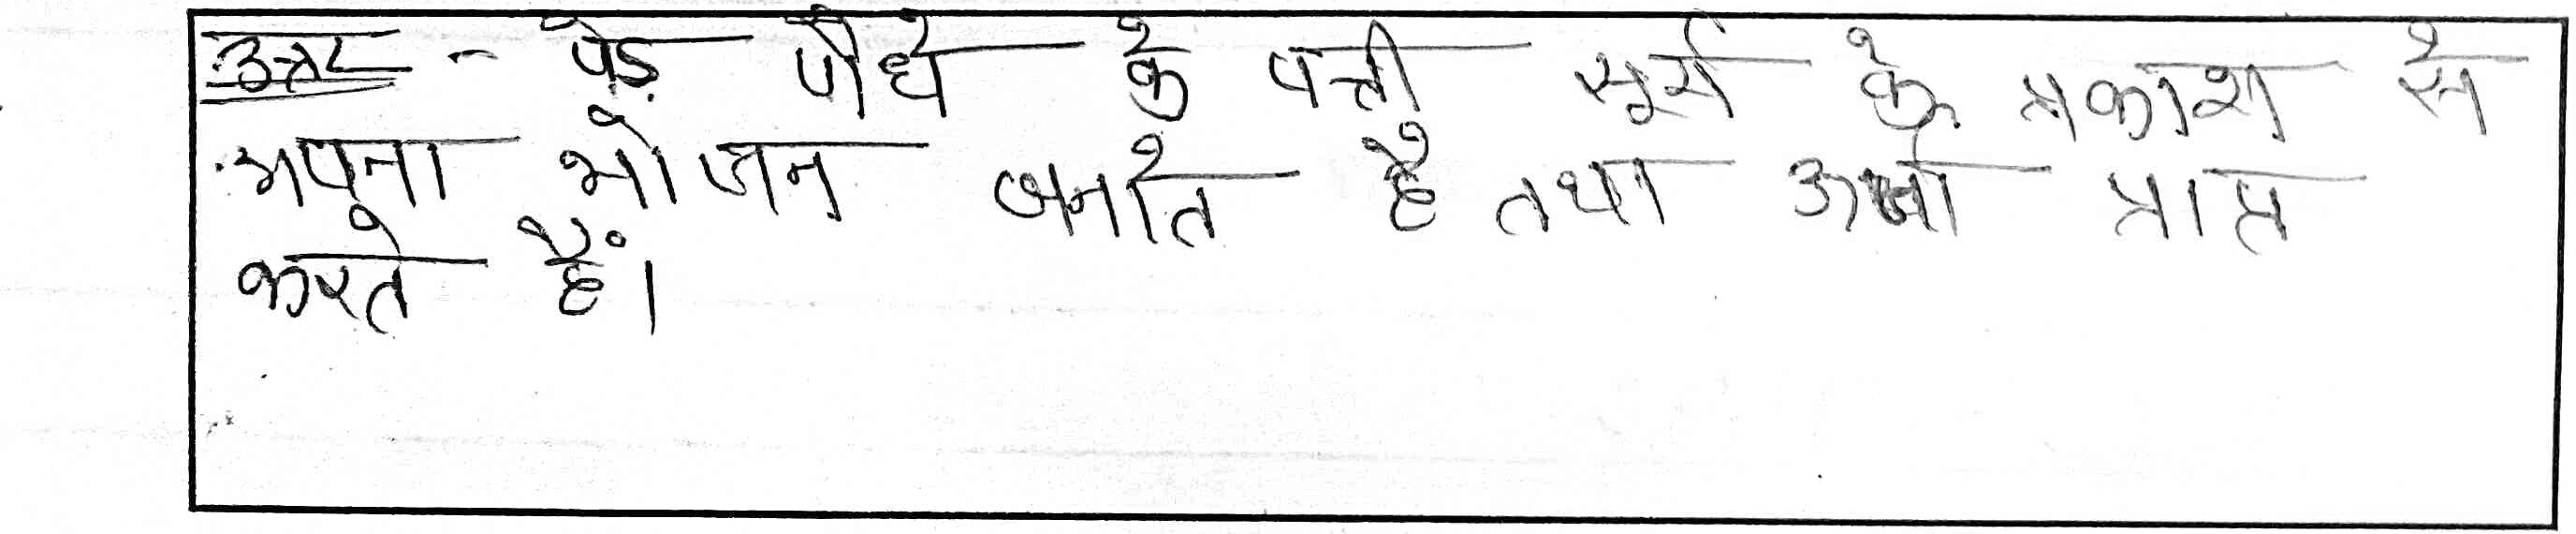 उत्तर - पेड़ पौधे के पत्ती सूर्य के प्रकाश से
अपना भोजन बनाते है तथा ऊर्जा प्राप्त
करते हैं।